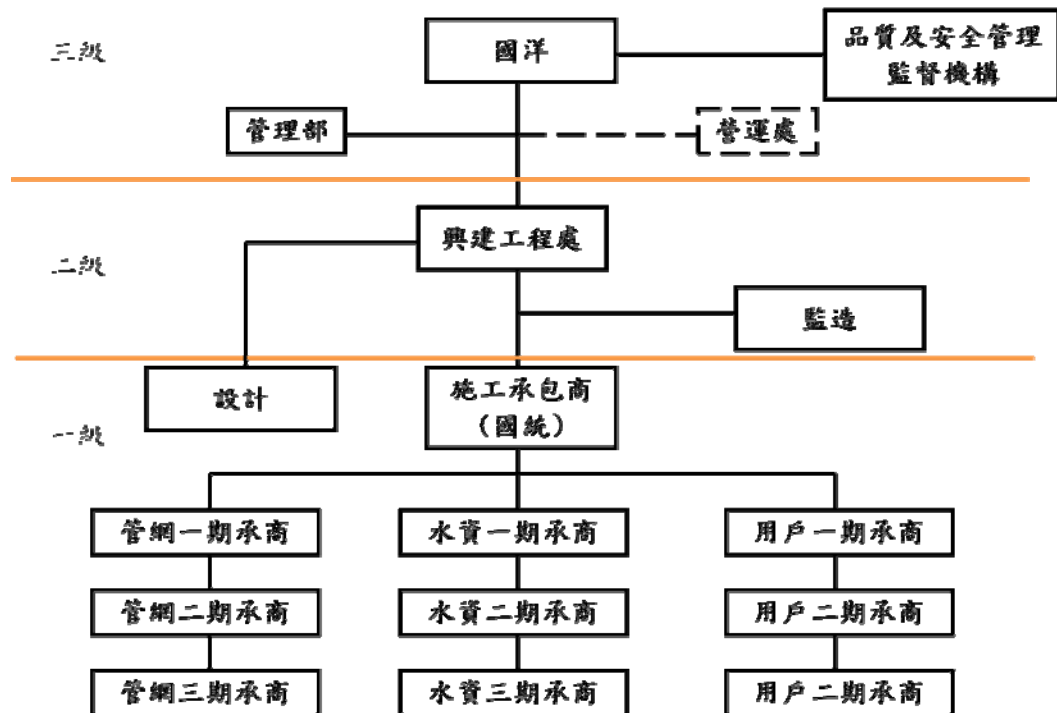 三級
國洋
品質及安全管理
監督機構
管理部
營運處
二級
興建工程處
監造
設計
施工承包商
(國統)
一級
管網一期承商
水資一期承商
用戶一期承商
管網二期承商
水資二期承商
用戶二期承商
管網三期承商
水資三期承商
用戶二期承商